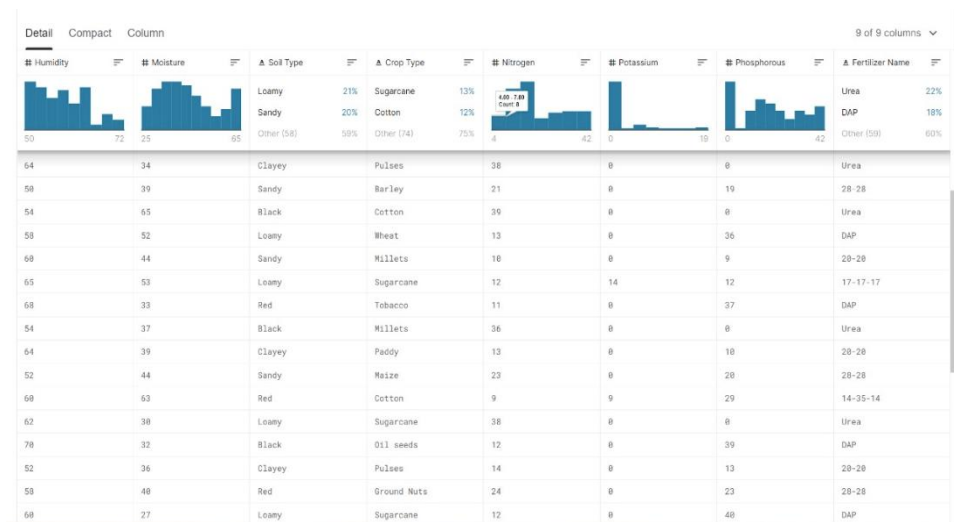 Detail Compact Column 9 of 9 columns
# Humidity # Moisture A Soil Type A Crop Type # Nitrogen # Potassium # Phosphorous A Fertilizer Name
Loamy 21% Sugarcane 13% Urea 22%
4.00 - 7.80
Count: 8
Sandy 20% Cotton 12% DAP 18%
Other (58) 59% Other (74) 75% Other (59) 60%
50 72 25 65 4 42 0 19 0 42
64 34 Clayey Pulses 38 0 0 Urea
50 39 Sandy Barley 21 0 19 28-28
54 65 Black Cotton 39 0 0 Urea
58 52 Loamy Wheat 13 0 36 DAP
60 44 Sandy Millets 10 0 9 20-20
65 53 Loamy Sugarcane 12 14 12 17-17-17
68 33 Red Tobacco 11 0 37 DAP
54 37 Black Millets 36 0 0 Urea
64 39 Clayey Paddy 13 0 10 20-20
52 44 Sandy Maize 23 0 20 28-28
60 63 Red Cotton 9 9 29 14-35-14
62 30 Loamy Sugarcane 38 0 0 Urea
70 32 Black Oil seeds 12 0 39 DAP
52 36 Clayey Pulses 14 0 13 20-20
58 40 Red Ground Nuts 24 0 23 28-28
60 27 Loamy Sugarcane 12 0 40 DAP